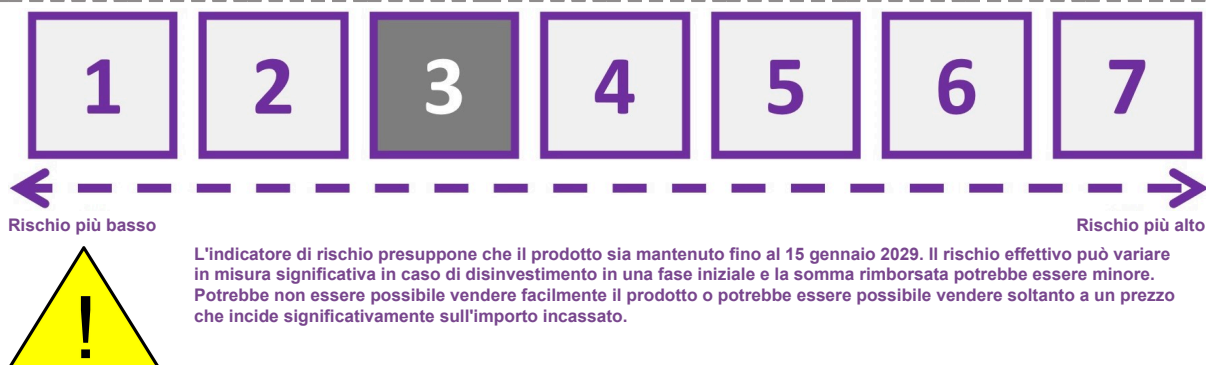 1 2 3 4 5 6 7
Rischio più basso Rischio più alto
L'indicatore di rischio presuppone che il prodotto sia mantenuto fino al 15 gennaio 2029. Il rischio effettivo può variare
in misura significativa in caso di disinvestimento in una fase iniziale e la somma rimborsata potrebbe essere minore.
Potrebbe non essere possibile vendere facilmente il prodotto o potrebbe essere possibile vendere soltanto a un prezzo
che incide significativamente sull'importo incassato.
!